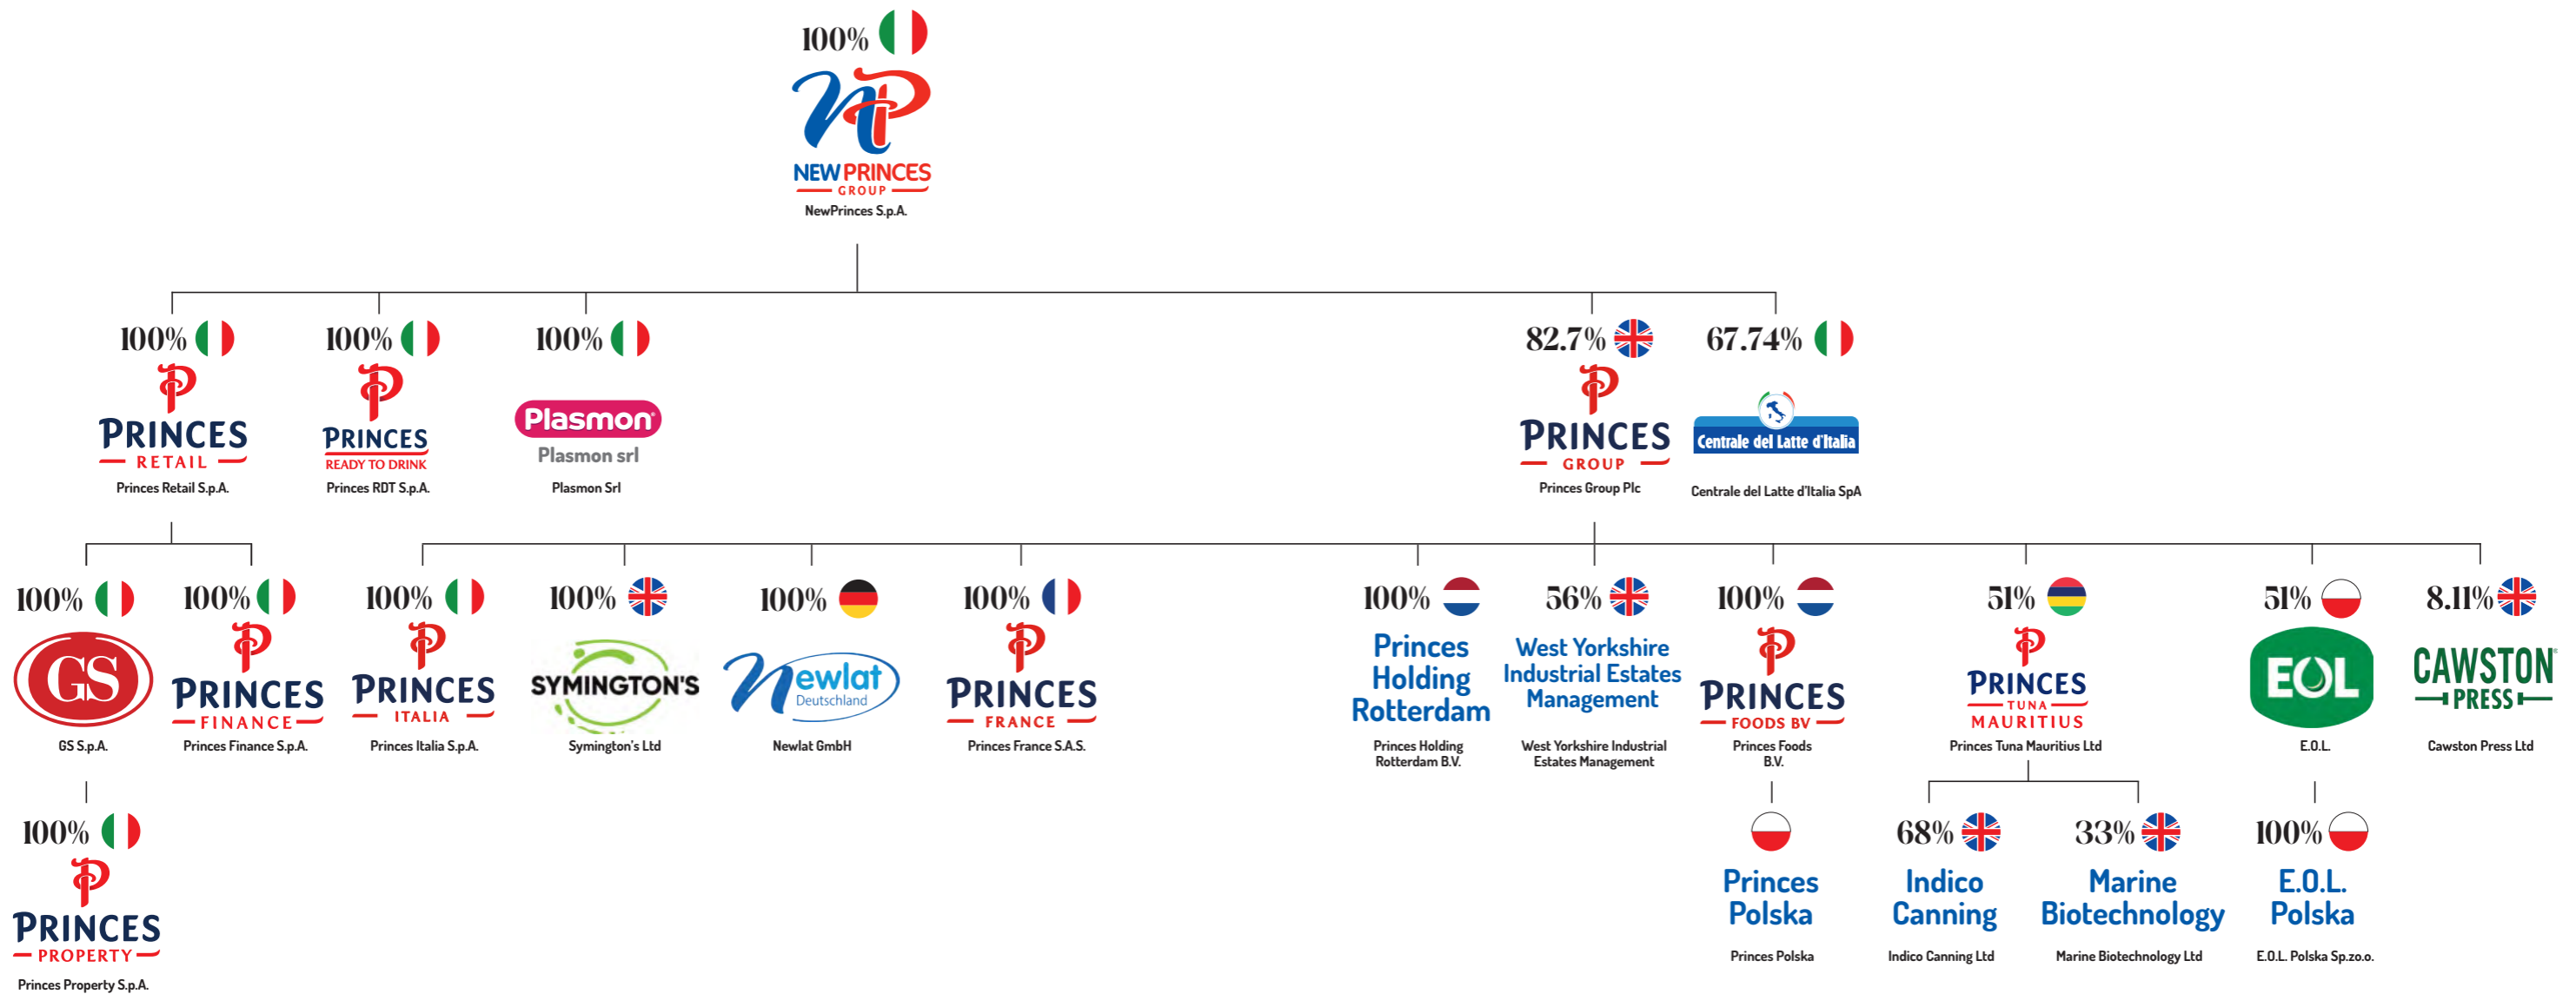 100%
NP
NEW PRINCES
GROUP
NewPrinces S.p.A.
100%
P
PRINCES
RETAIL
Princes Retail S.p.A.
100%
P
PRINCES
READY TO DRINK
Princes RDT S.p.A.
100%
Plasmon®
Plasmon srl
Plasmon Srl
82.7%
P
PRINCES
GROUP
Princes Group Plc
67.74%
Centrale del Latte d'Italia
Centrale del Latte d'Italia SpA
100%
GS
GS S.p.A.
100%
P
PRINCES
FINANCE
Princes Finance S.p.A.
100%
P
PRINCES
ITALIA
Princes Italia S.p.A.
100%
SYMINGTON'S
Symington's Ltd
100%
Newlat
Deutschland
Newlat GmbH
100%
P
PRINCES
FRANCE
Princes France S.A.S.
100%
Princes
Holding
Rotterdam
Princes Holding
Rotterdam B.V.
56%
West Yorkshire
Industrial Estates
Management
West Yorkshire Industrial
Estates Management
100%
P
PRINCES
FOODS BV
Princes Foods
B.V.
51%
P
PRINCES
TUNA
MAURITIUS
Princes Tuna Mauritius Ltd
51%
EOL
E.O.L.
8.11%
CAWSTON
PRESS
Cawston Press Ltd
100%
P
PRINCES
PROPERTY
Princes Property S.p.A.
Princes
Polska
Princes Polska
68%
Indico
Canning
Indico Canning Ltd
33%
Marine
Biotechnology
Marine Biotechnology Ltd
100%
E.O.L.
Polska
E.O.L. Polska Sp.zo.o.